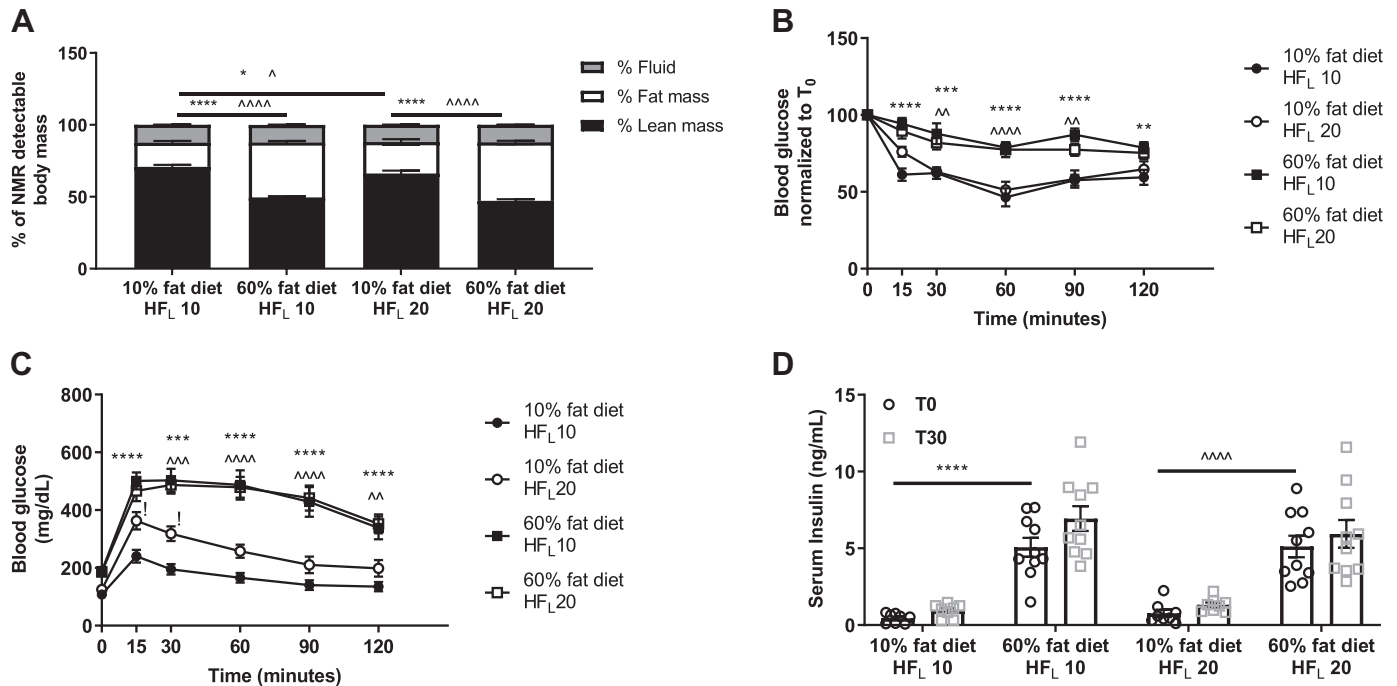 A
% of NMR detectable
body mass
150
100
50
0
* ^
**** ^^^^
**** ^^^^
% Fluid
% Fat mass
% Lean mass
10% fat diet
HFL 10
60% fat diet
HFL 10
10% fat diet
HFL 20
60% fat diet
HFL 20
B
Blood glucose
normalized to T0
150
100
50
0
****
***
^^
****
^^^^
****
^^
**
0 15 30 60 90 120
Time (minutes)
10% fat diet
HFL 10
10% fat diet
HFL 20
60% fat diet
HFL10
60% fat diet
HFL20
C
Blood glucose
(mg/dL)
800
600
400
200
0
****
***
^^^
****
^^^^
****
^^^^
****
^^
!
!
0 15 30 60 90 120
Time (minutes)
10% fat diet
HFL10
10% fat diet
HFL20
60% fat diet
HFL10
60% fat diet
HFL20
D
Serum Insulin (ng/mL)
15
10
5
0
T0
T30
****
^^^^
10% fat diet
HFL 10
60% fat diet
HFL 10
10% fat diet
HFL 20
60% fat diet
HFL 20